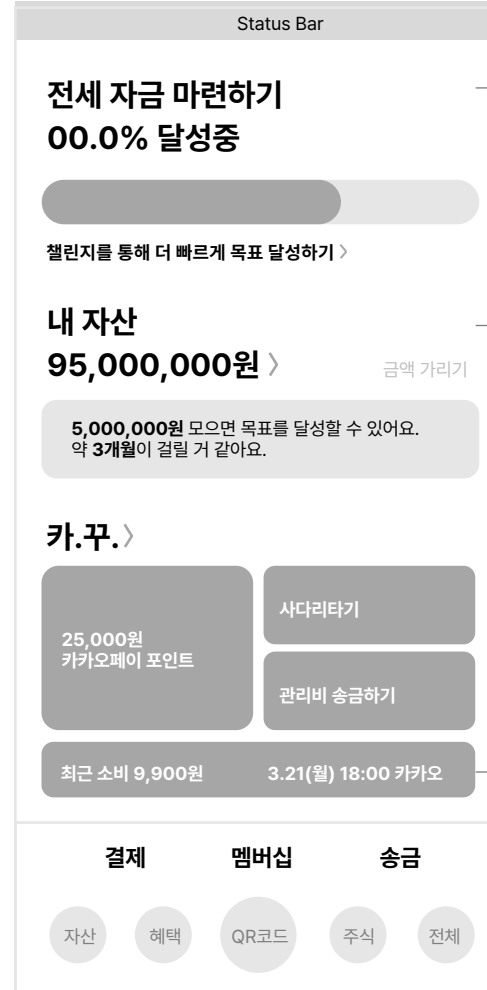 Status Bar
전세 자금 마련하기
00.0% 달성중
챌린지를 통해 더 빠르게 목표 달성하기 〉
내 자산
95,000,000원 〉
금액 가리기
5,000,000원 모으면 목표를 달성할 수 있어요.
약 3개월이 걸릴 거 같아요.
카.꾸. 〉
25,000원
카카오페이 포인트
사다리타기
관리비 송금하기
최근 소비 9,900원 3.21(월) 18:00 카카오
결제 멤버십 송금
자산 혜택 QR코드 주식 전체